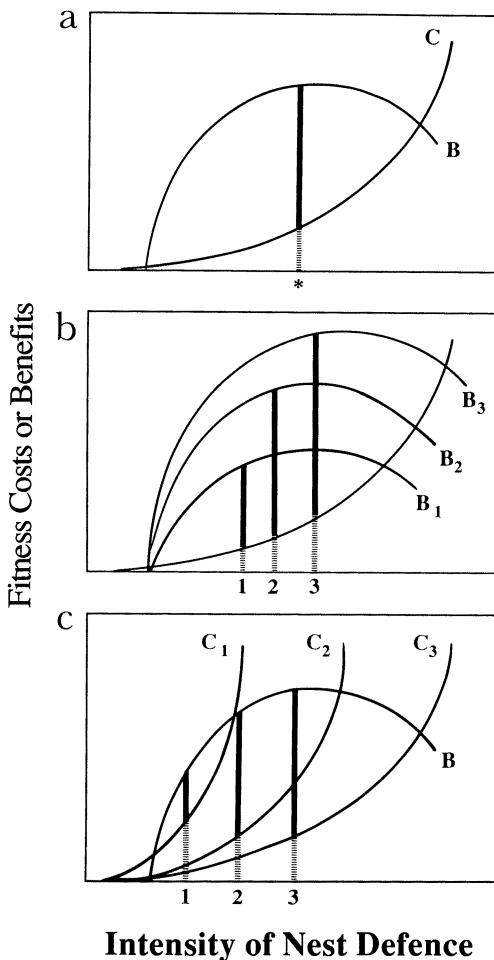 a
C
B
*
b
B3
B2
B1
1 2 3
c
C1 C2 C3
B
1 2 3
Fitness Costs or Benefits
Intensity of Nest Defence